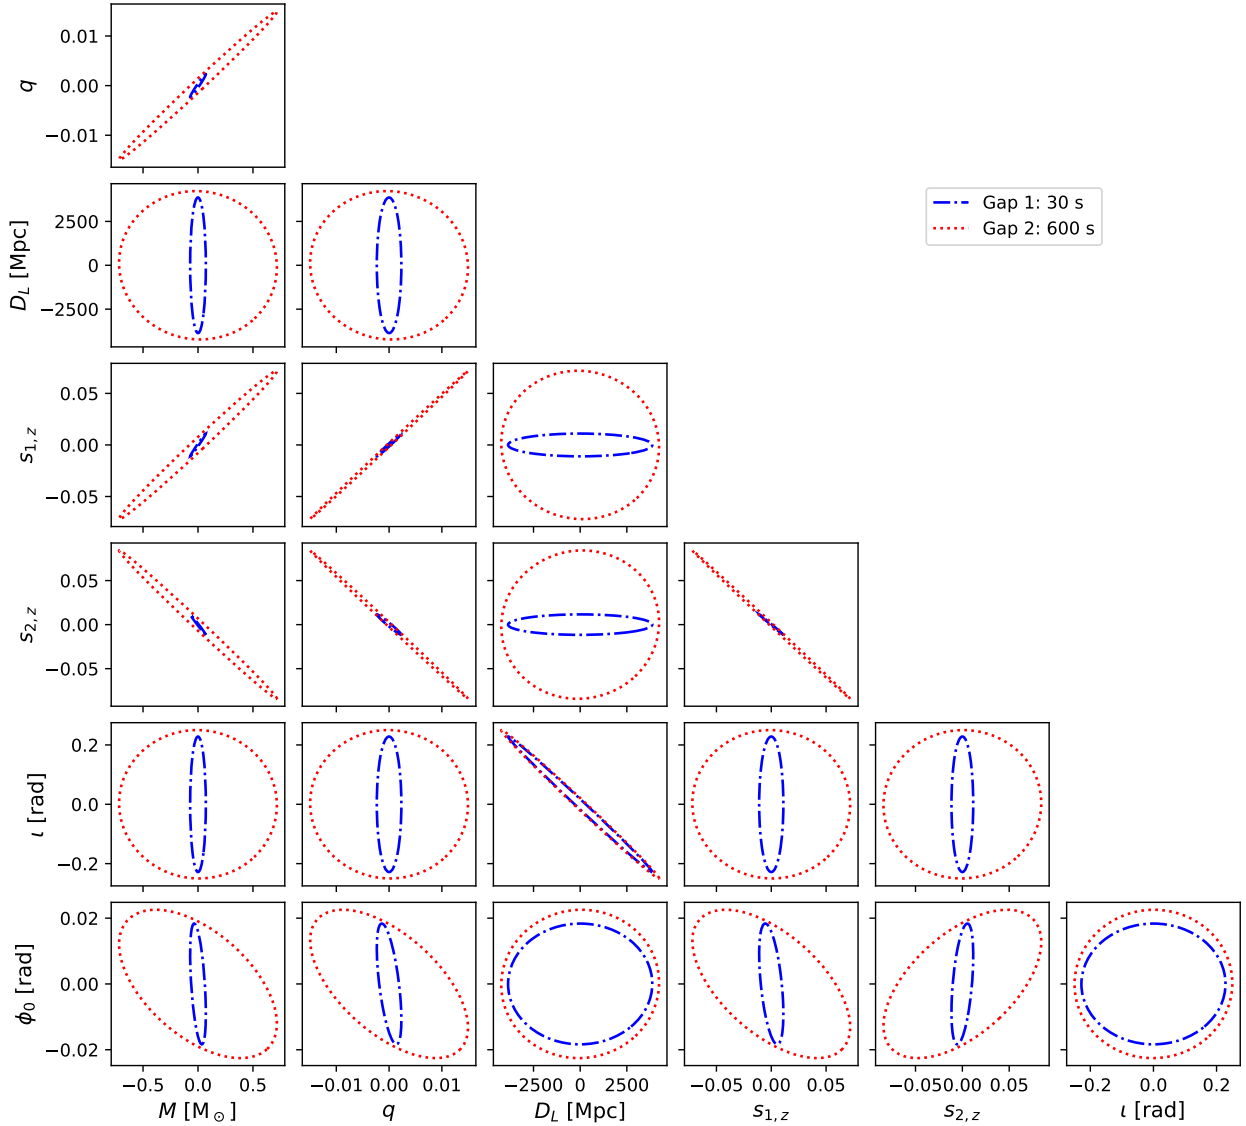 0.01
0.00
−0.01
q
2500
0
−2500
D_L [Mpc]
Gap 1: 30 s
Gap 2: 600 s
0.05
0.00
−0.05
s_{1,z}
0.05
0.00
−0.05
s_{2,z}
0.2
0.0
−0.2
ι [rad]
0.02
0.00
−0.02
ϕ_0 [rad]
−0.5 0.0 0.5 −0.01 0.00 0.01 −2500 0 2500 −0.05 0.00 0.05 −0.05 0.00 0.05 −0.2 0.0 0.2
M [M_⊙] q D_L [Mpc] s_{1,z} s_{2,z} ι [rad]